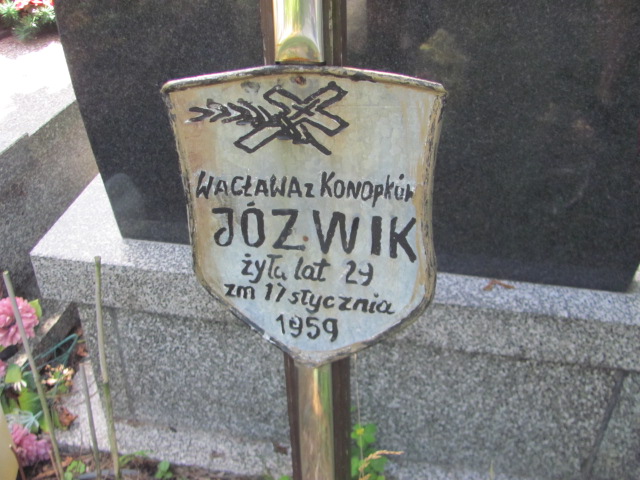 WACŁAWA z KONOPKÓW
JÓZWIK
żyła lat 29
zm 17 stycznia
1959